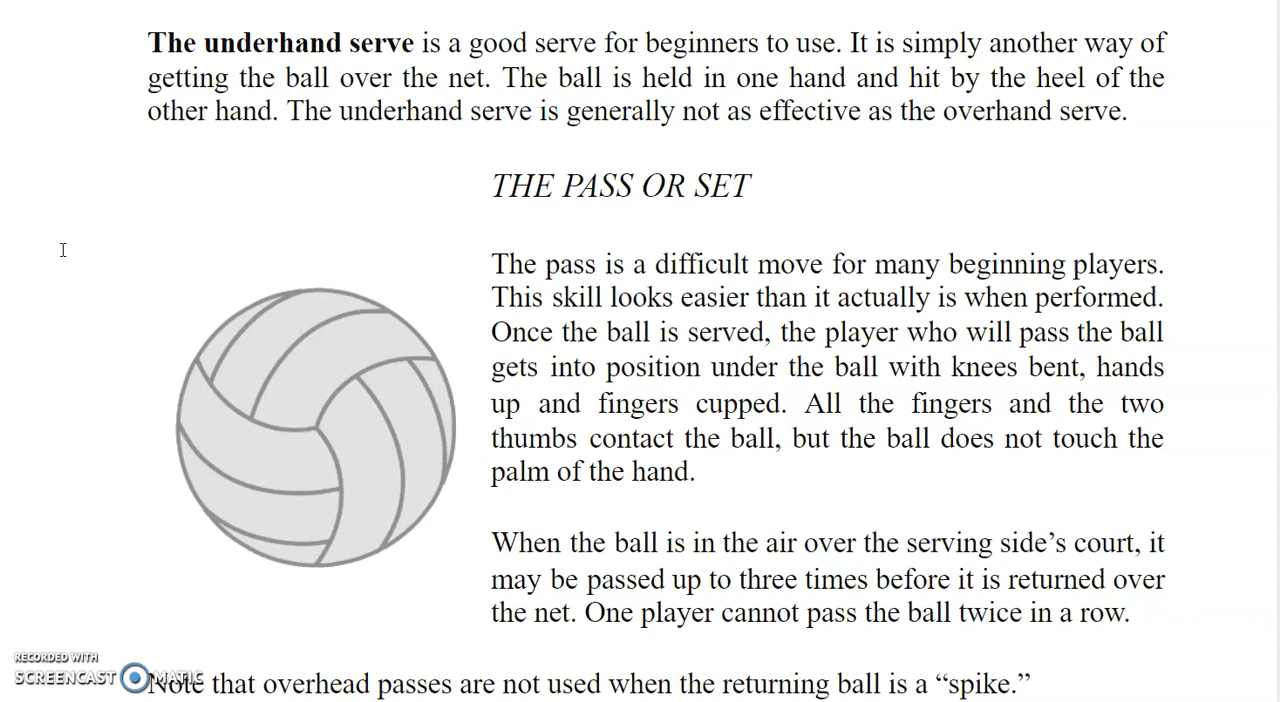 The underhand serve is a good serve for beginners to use. It is simply another way of
getting the ball over the net. The ball is held in one hand and hit by the heel of the
other hand. The underhand serve is generally not as effective as the overhand serve.
THE PASS OR SET
The pass is a difficult move for many beginning players.
This skill looks easier than it actually is when performed.
Once the ball is served, the player who will pass the ball
gets into position under the ball with knees bent, hands
up and fingers cupped. All the fingers and the two
thumbs contact the ball, but the ball does not touch the
palm of the hand.
When the ball is in the air over the serving side’s court, it
may be passed up to three times before it is returned over
the net. One player cannot pass the ball twice in a row.
RECORDED WITH
SCREENCAST MATIC
Note that overhead passes are not used when the returning ball is a “spike.”